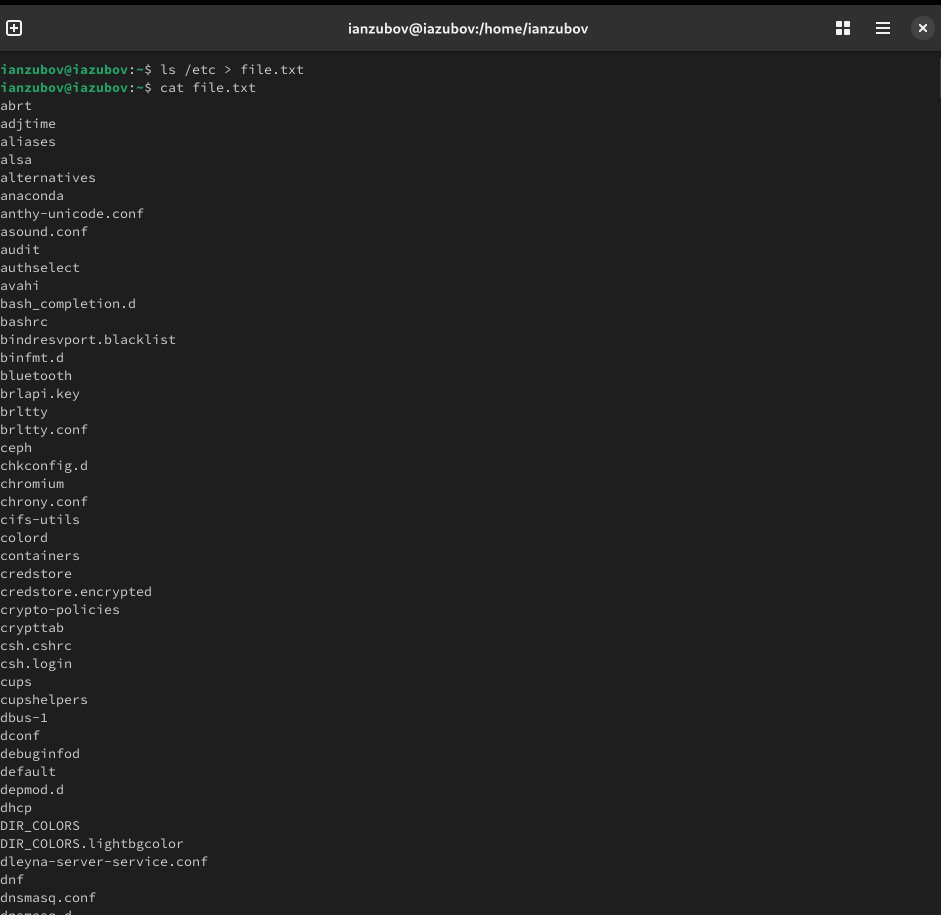 ianzubov@iazubov:/home/ianzubov
ianzubov@iazubov:~$ ls /etc > file.txt
ianzubov@iazubov:~$ cat file.txt
abrt
adjtime
aliases
alsa
alternatives
anaconda
anthy-unicode.conf
asound.conf
audit
authselect
avahi
bash_completion.d
bashrc
bindresvport.blacklist
binfmt.d
bluetooth
brlapi.key
brltty
brltty.conf
ceph
chkconfig.d
chromium
chrony.conf
cifs-utils
colord
containers
credstore
credstore.encrypted
crypto-policies
crypttab
csh.cshrc
csh.login
cups
cupshelpers
dbus-1
dconf
debuginfod
default
depmod.d
dhcp
DIR_COLORS
DIR_COLORS.lightbgcolor
dleyna-server-service.conf
dnf
dnsmasq.conf
dnsmasq.d